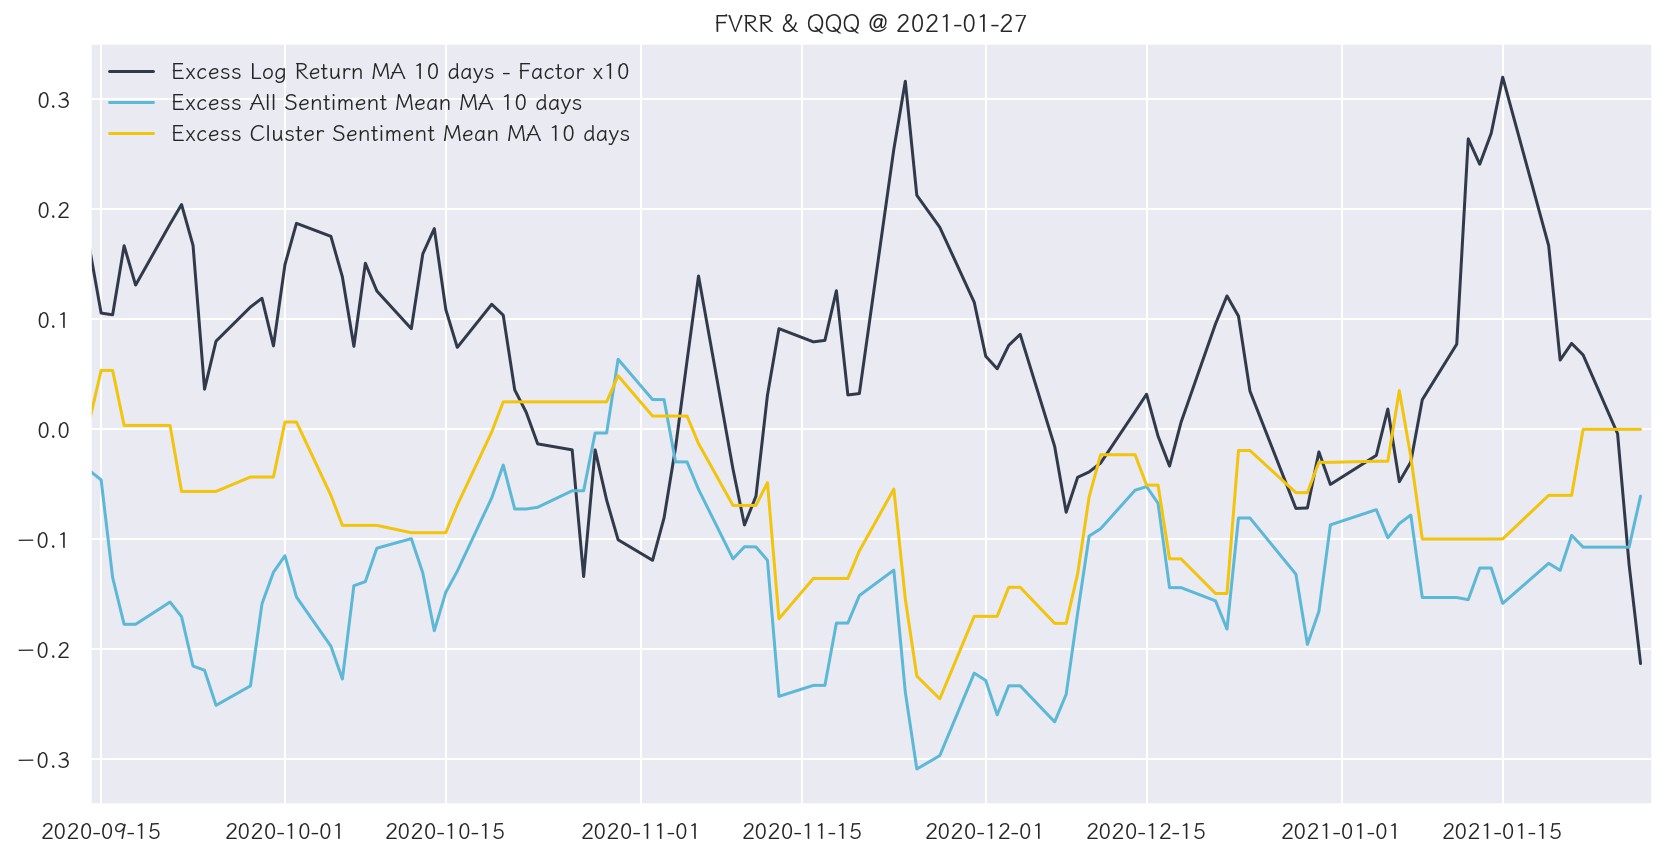 FVRR & QQQ @ 2021-01-27
Excess Log Return MA 10 days - Factor x10
Excess All Sentiment Mean MA 10 days
Excess Cluster Sentiment Mean MA 10 days
0.3
0.2
0.1
0.0
−0.1
−0.2
−0.3
2020-09-15 2020-10-01 2020-10-15 2020-11-01 2020-11-15 2020-12-01 2020-12-15 2021-01-01 2021-01-15